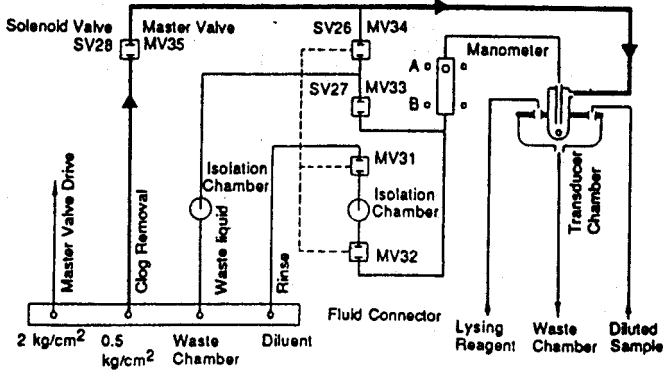 Solenoid Valve
SV28
Master Valve
MV35
SV26
MV34
Manometer
A
B
SV27
MV33
MV31
MV32
Isolation
Chamber
Isolation
Chamber
Transducer
Chamber
Master Valve Drive
Clog Removal
Waste liquid
Rinse
Fluid Connector
2 kg/cm2
0.5
kg/cm2
Waste
Chamber
Diluent
Lysing
Reagent
Waste
Chamber
Diluted
Sample